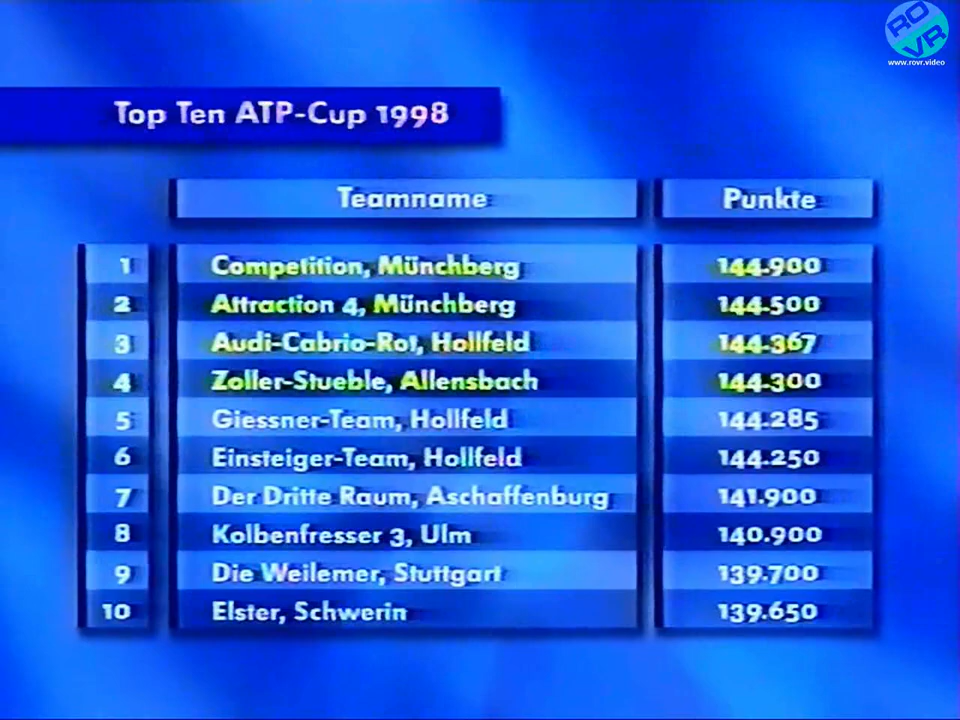 RO
VR
www.rovr.video
Top Ten ATP-Cup 1998
Teamname Punkte
1 Competition, Münchberg 144.900
2 Attraction 4, Münchberg 144.500
3 Audi-Cabrio-Rot, Hollfeld 144.367
4 Zoller-Stueble, Allensbach 144.300
5 Giessner-Team, Hollfeld 144.285
6 Einsteiger-Team, Hollfeld 144.250
7 Der Dritte Raum, Aschaffenburg 141.900
8 Kolbenfresser 3, Ulm 140.900
9 Die Weilemer, Stuttgart 139.700
10 Elster, Schwerin 139.650